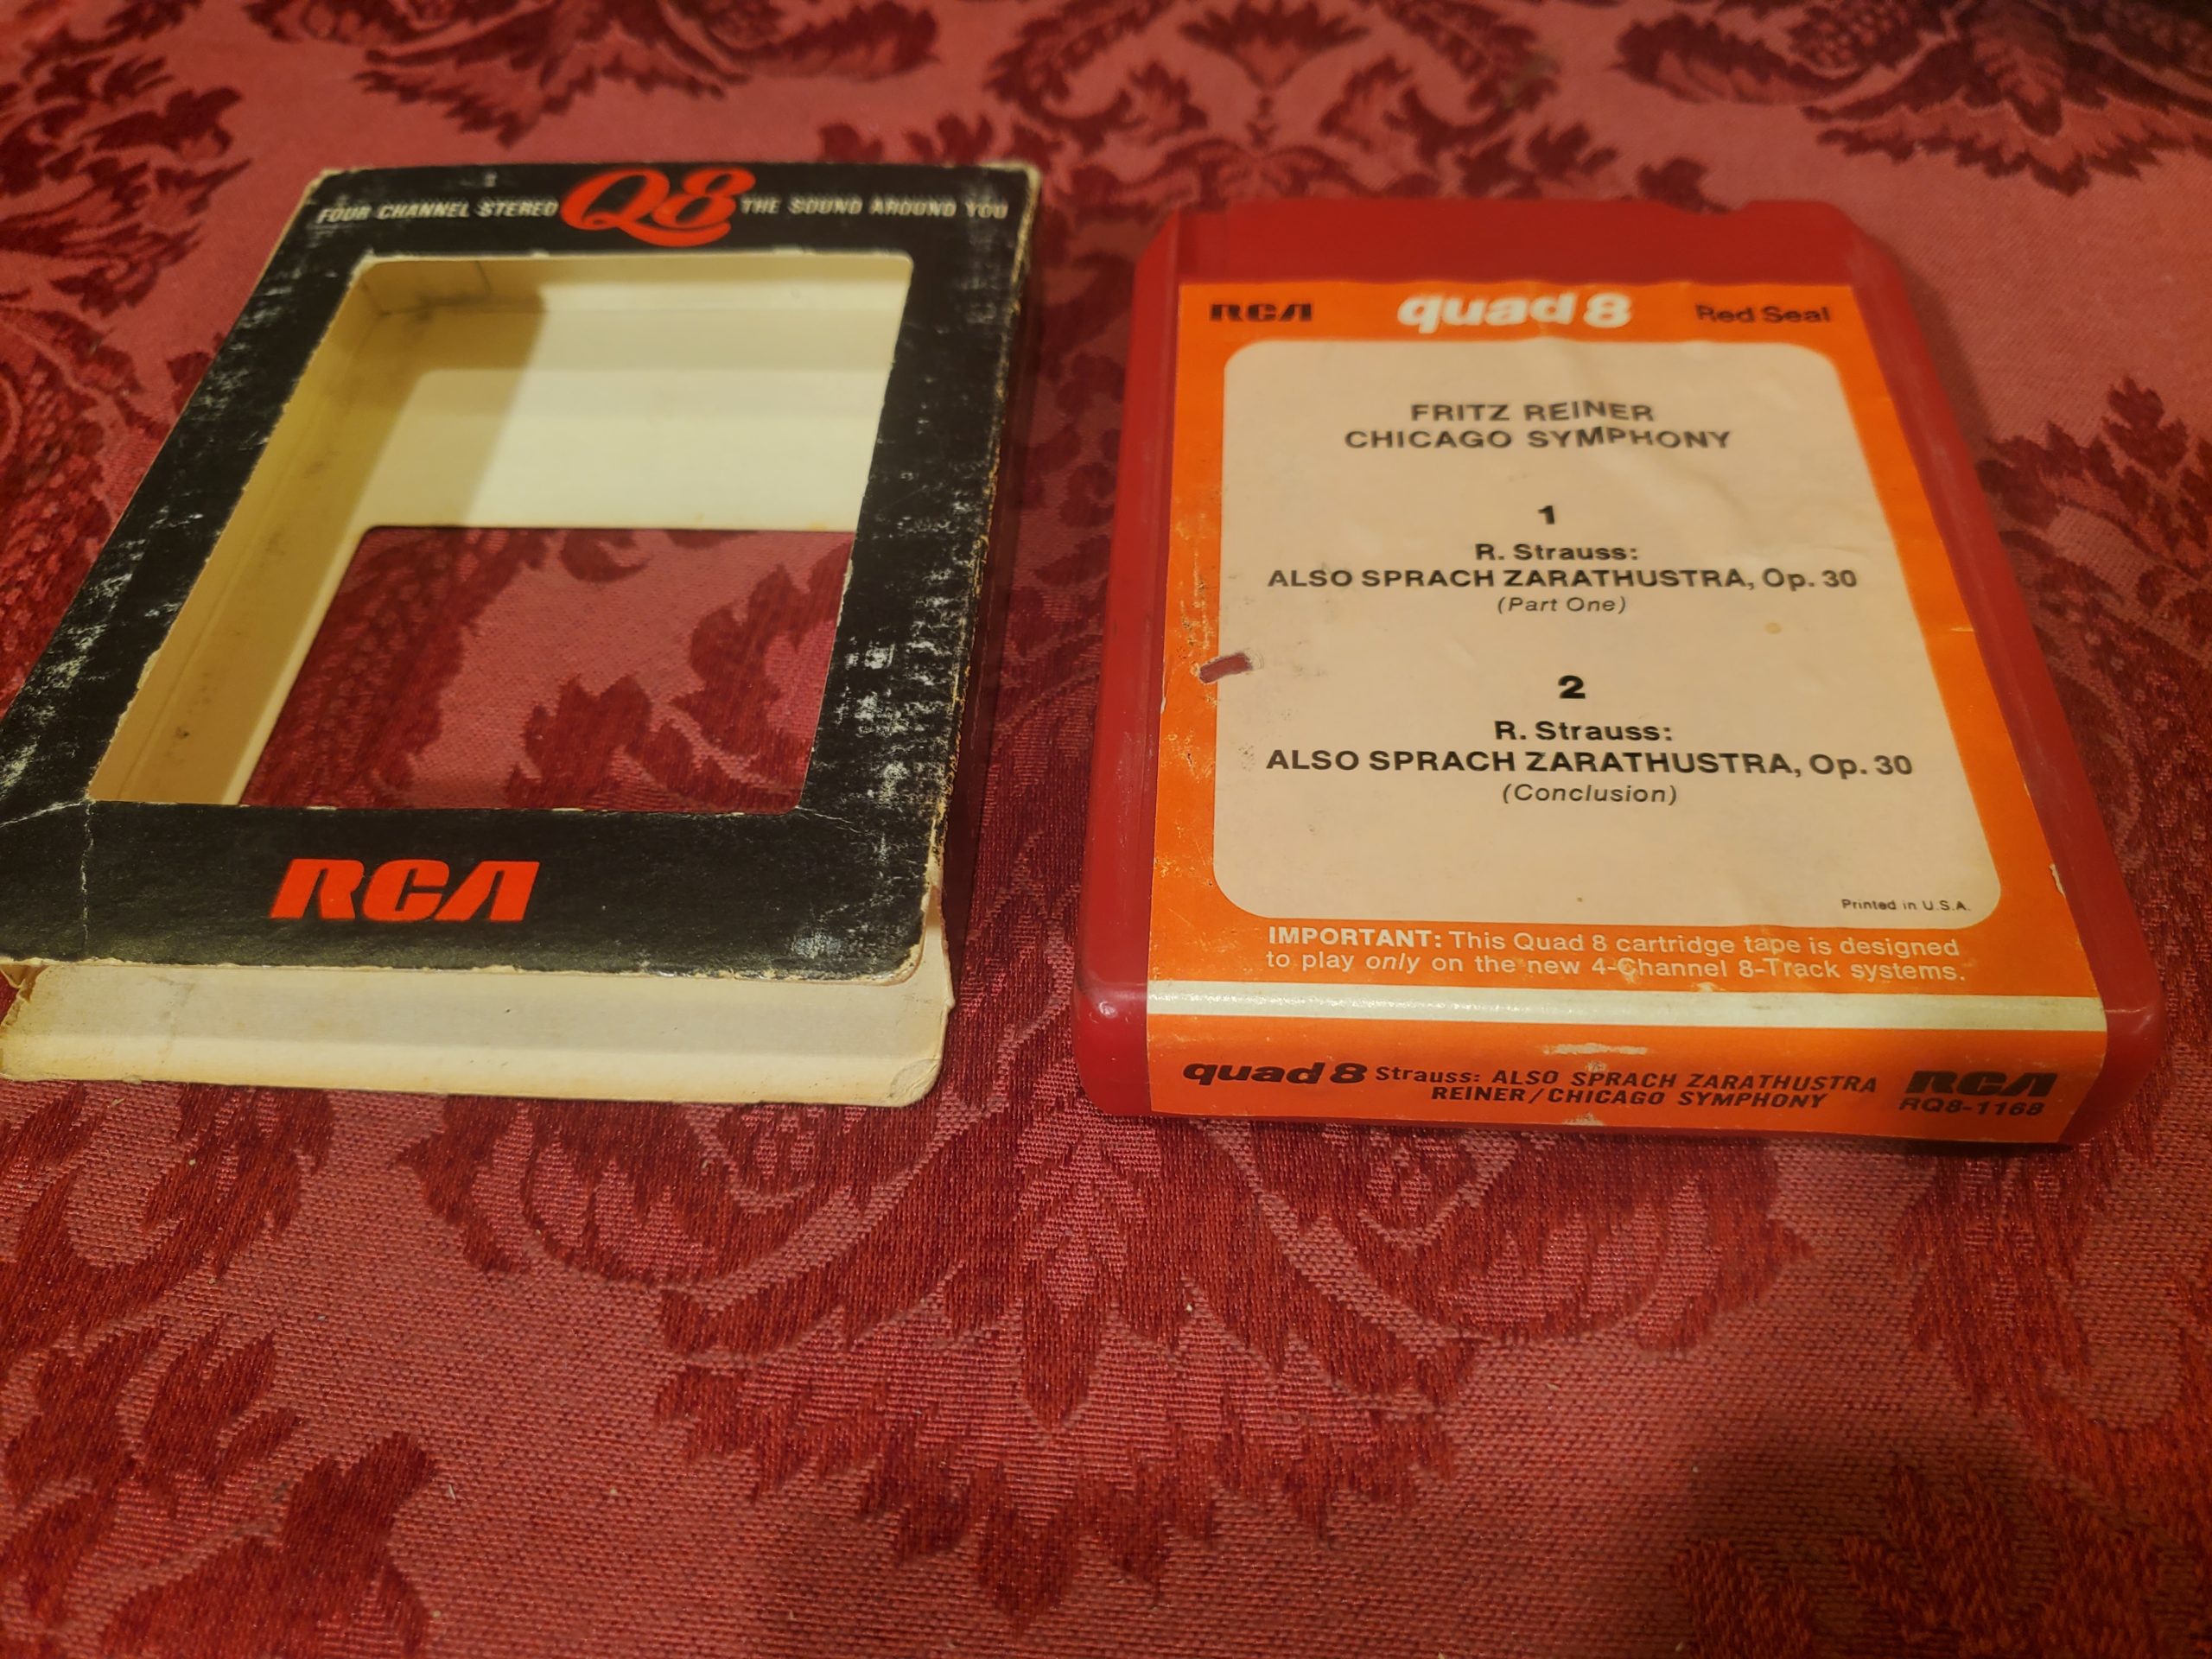 FOUR CHANNEL STEREO Q8 THE SOUND AROUND YOU
RCA
RCA quad 8 Red Seal
FRITZ REINER
CHICAGO SYMPHONY
1
R. Strauss:
ALSO SPRACH ZARATHUSTRA, Op. 30
(Part One)
2
R. Strauss:
ALSO SPRACH ZARATHUSTRA, Op. 30
(Conclusion)
Printed in U.S.A.
IMPORTANT: This Quad 8 cartridge tape is designed
to play only on the new 4-Channel 8-Track systems.
quad 8 Strauss: ALSO SPRACH ZARATHUSTRA RCA
REINER/CHICAGO SYMPHONY RQ8-1168